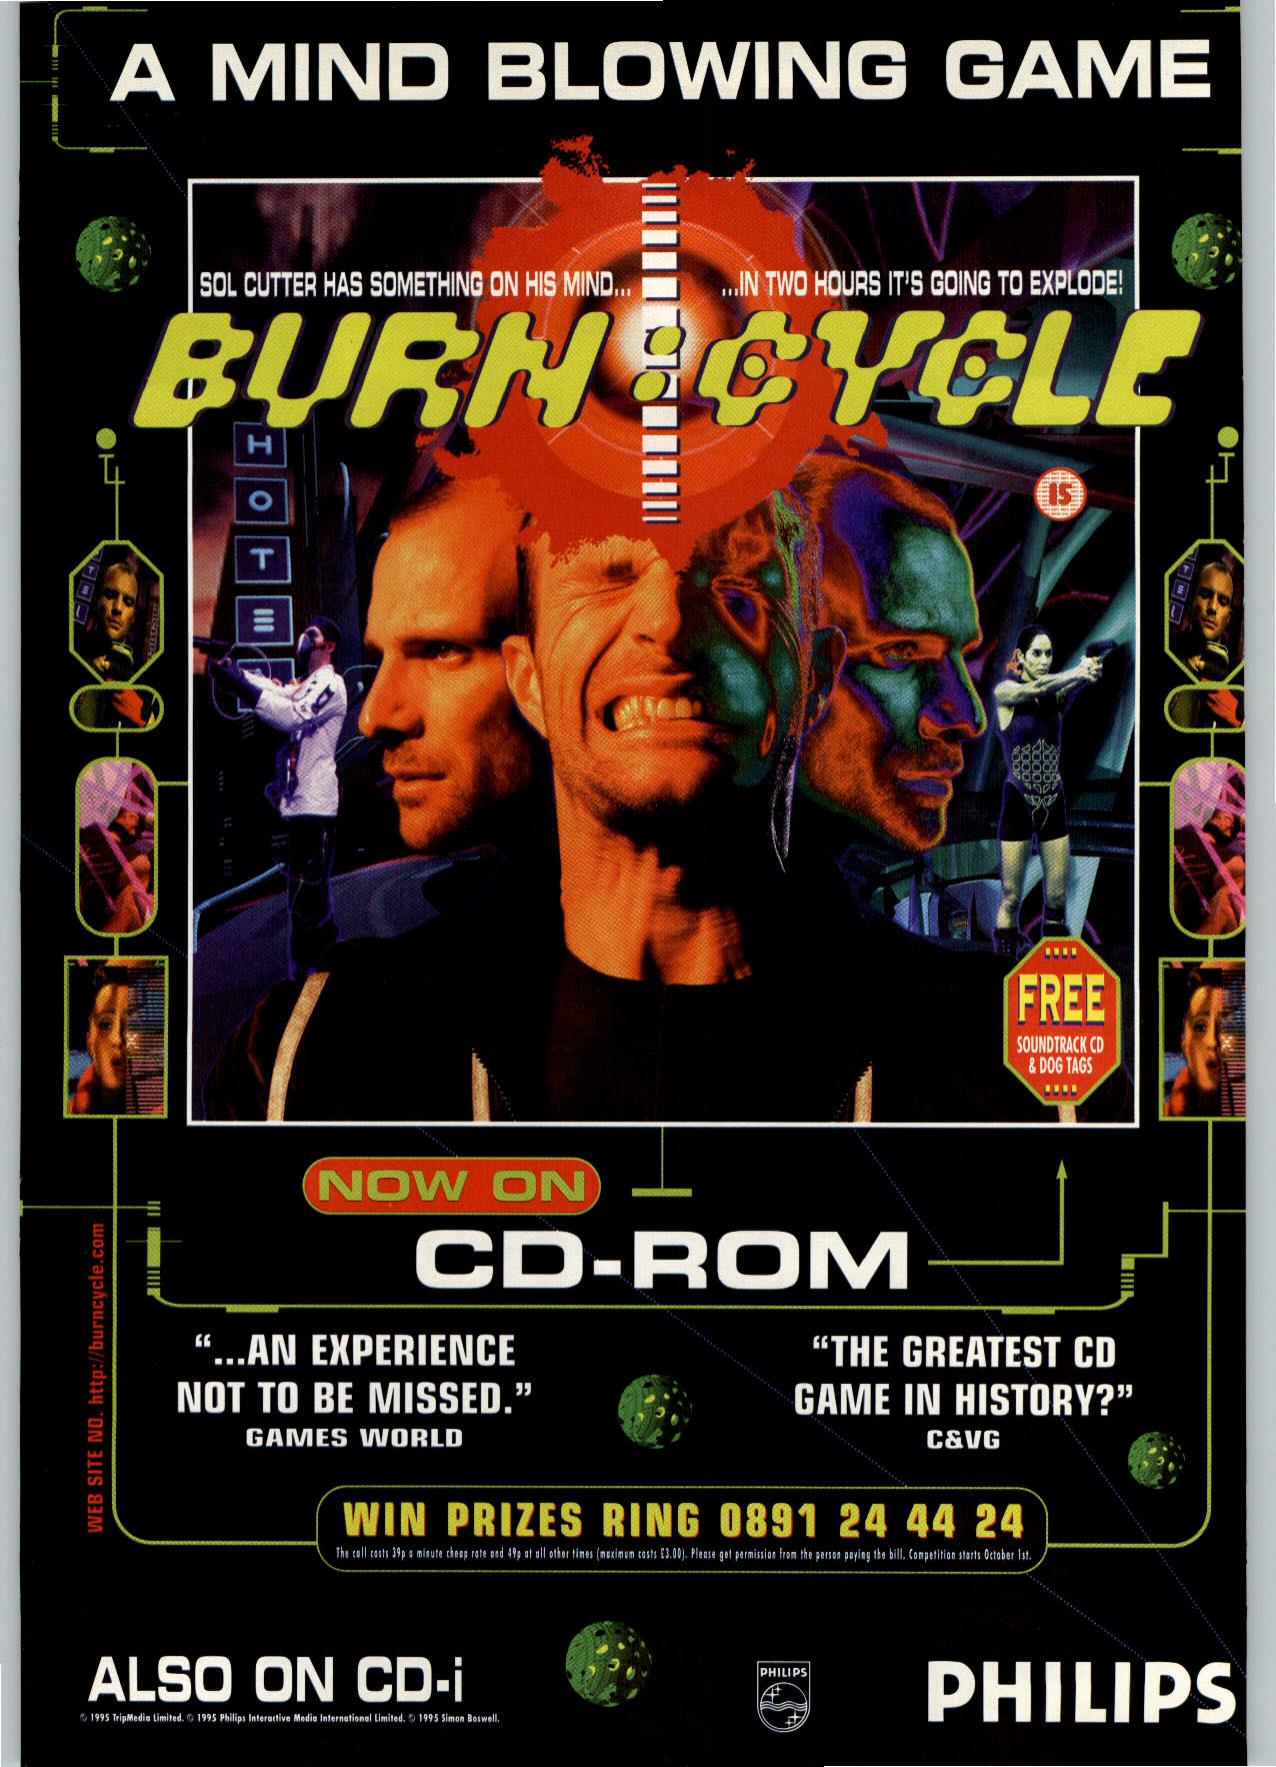 A MIND BLOWING GAME
SOL CUTTER HAS SOMETHING ON HIS MIND... ...IN TWO HOURS IT'S GOING TO EXPLODE!
BURN:CYCLE
HOTEL
15
FREE
SOUNDTRACK CD
& DOG TAGS
NOW ON
CD-ROM
WEB SITE NO. http://burncycle.com
"...AN EXPERIENCE
NOT TO BE MISSED."
GAMES WORLD
"THE GREATEST CD
GAME IN HISTORY?"
C&VG
WIN PRIZES RING 0891 24 44 24
The call costs 39p a minute cheap rate and 49p at all other times (maximum costs £3.00). Please get permission from the person paying the bill. Competition starts October 1st.
ALSO ON CD-i
© 1995 TripMedia Limited. © 1995 Philips Interactive Media International Limited. © 1995 Simon Boswell.
PHILIPS
PHILIPS